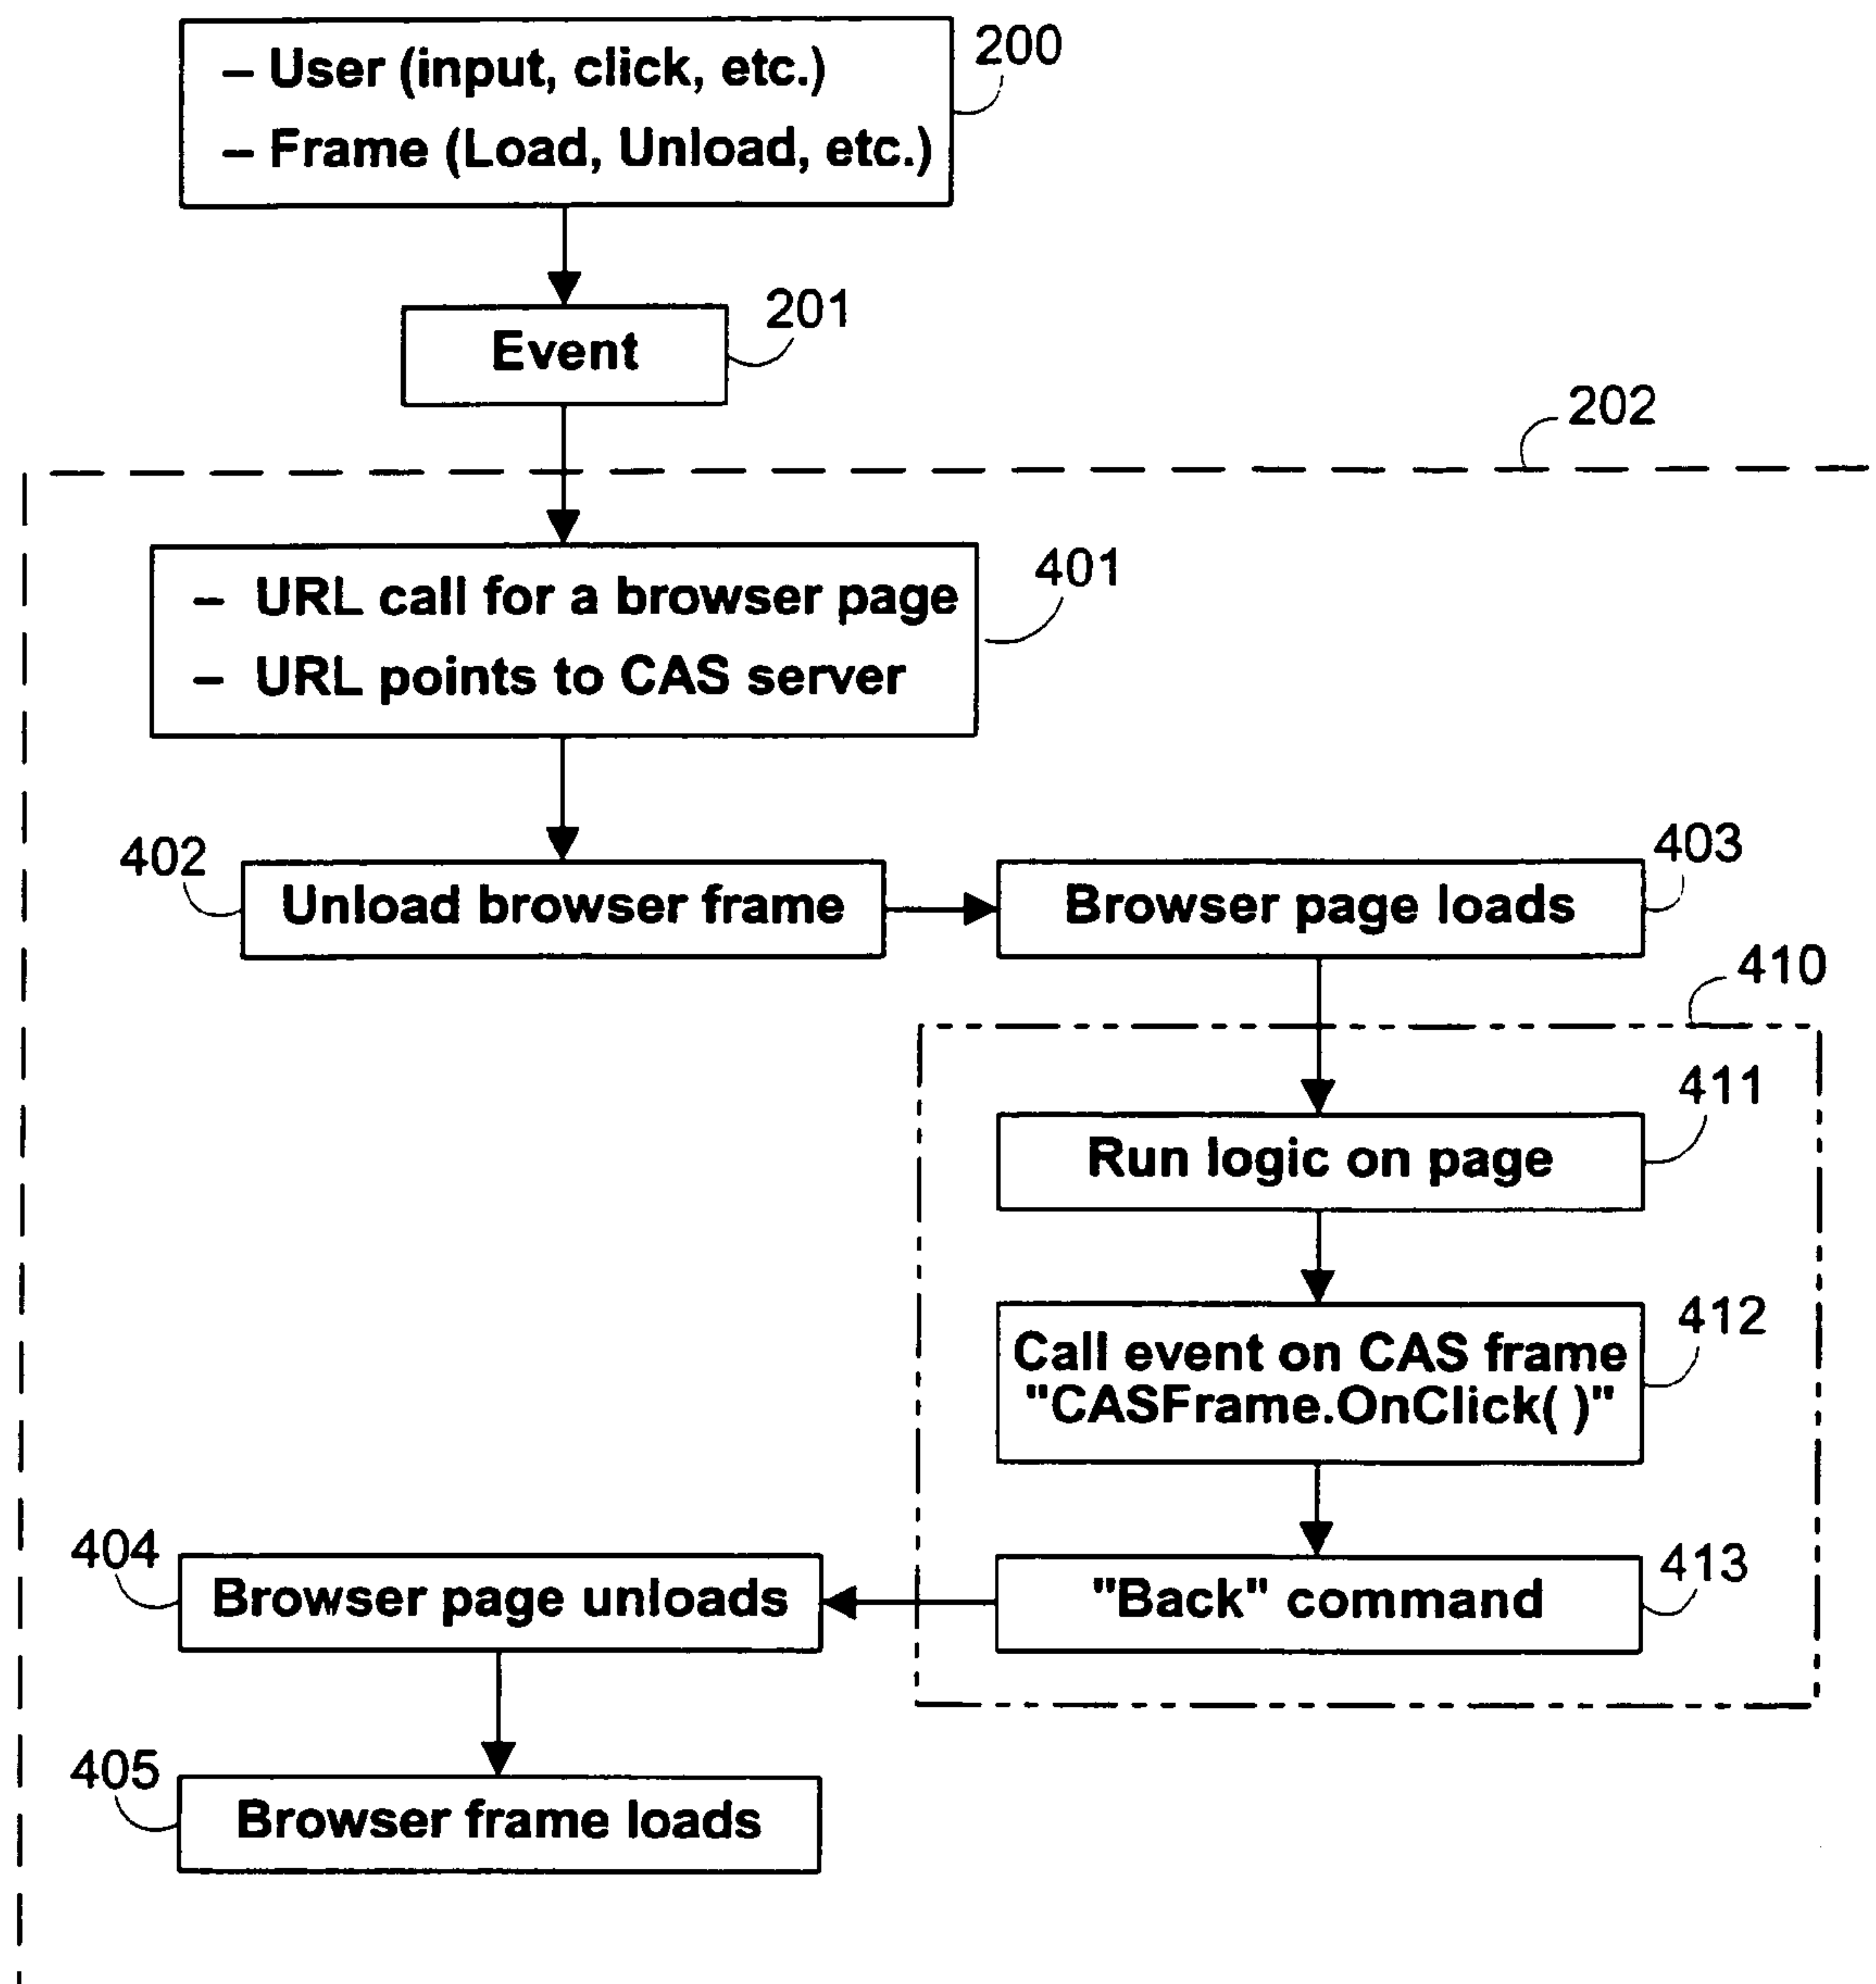 200
– User (input, click, etc.)
– Frame (Load, Unload, etc.)
201
Event
202
401
– URL call for a browser page
– URL points to CAS server
402
Unload browser frame
403
Browser page loads
410
411
Run logic on page
412
Call event on CAS frame
"CASFrame.OnClick( )"
413
"Back" command
404
Browser page unloads
405
Browser frame loads